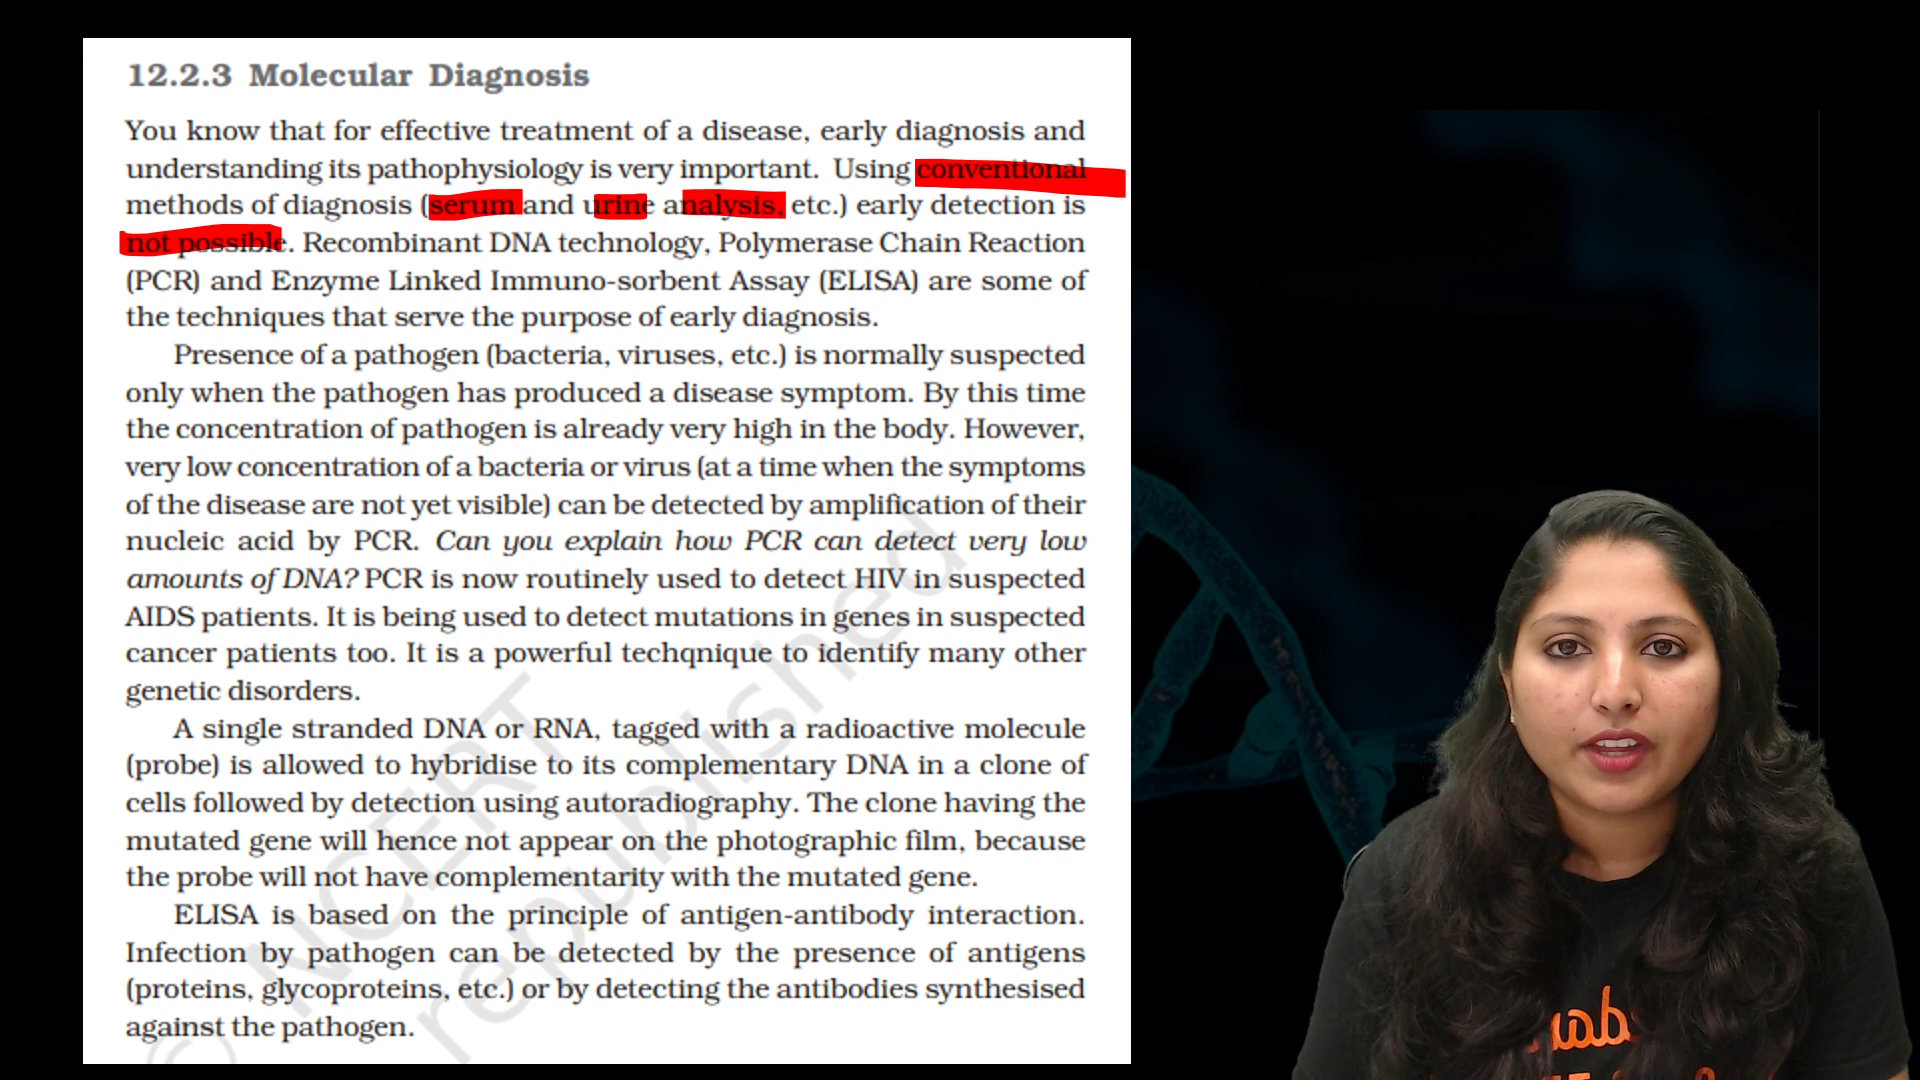 12.2.3 Molecular Diagnosis
You know that for effective treatment of a disease, early diagnosis and
understanding its pathophysiology is very important. Using conventional
methods of diagnosis (serum and urine analysis, etc.) early detection is
not possible. Recombinant DNA technology, Polymerase Chain Reaction
(PCR) and Enzyme Linked Immuno-sorbent Assay (ELISA) are some of
the techniques that serve the purpose of early diagnosis.
Presence of a pathogen (bacteria, viruses, etc.) is normally suspected
only when the pathogen has produced a disease symptom. By this time
the concentration of pathogen is already very high in the body. However,
very low concentration of a bacteria or virus (at a time when the symptoms
of the disease are not yet visible) can be detected by amplification of their
nucleic acid by PCR. Can you explain how PCR can detect very low
amounts of DNA? PCR is now routinely used to detect HIV in suspected
AIDS patients. It is being used to detect mutations in genes in suspected
cancer patients too. It is a powerful techqnique to identify many other
genetic disorders.
A single stranded DNA or RNA, tagged with a radioactive molecule
(probe) is allowed to hybridise to its complementary DNA in a clone of
cells followed by detection using autoradiography. The clone having the
mutated gene will hence not appear on the photographic film, because
the probe will not have complementarity with the mutated gene.
ELISA is based on the principle of antigen-antibody interaction.
Infection by pathogen can be detected by the presence of antigens
(proteins, glycoproteins, etc.) or by detecting the antibodies synthesised
against the pathogen.
© NCERT
republished